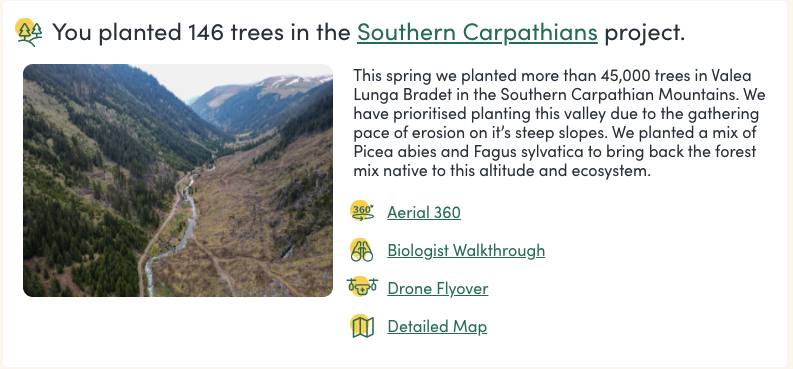 You planted 146 trees in the Southern Carpathians project.
This spring we planted more than 45,000 trees in Valea
Lunga Bradet in the Southern Carpathian Mountains. We
have prioritised planting this valley due to the gathering
pace of erosion on it's steep slopes. We planted a mix of
Picea abies and Fagus sylvatica to bring back the forest
mix native to this altitude and ecosystem.
360°
Aerial 360
Biologist Walkthrough
Drone Flyover
Detailed Map